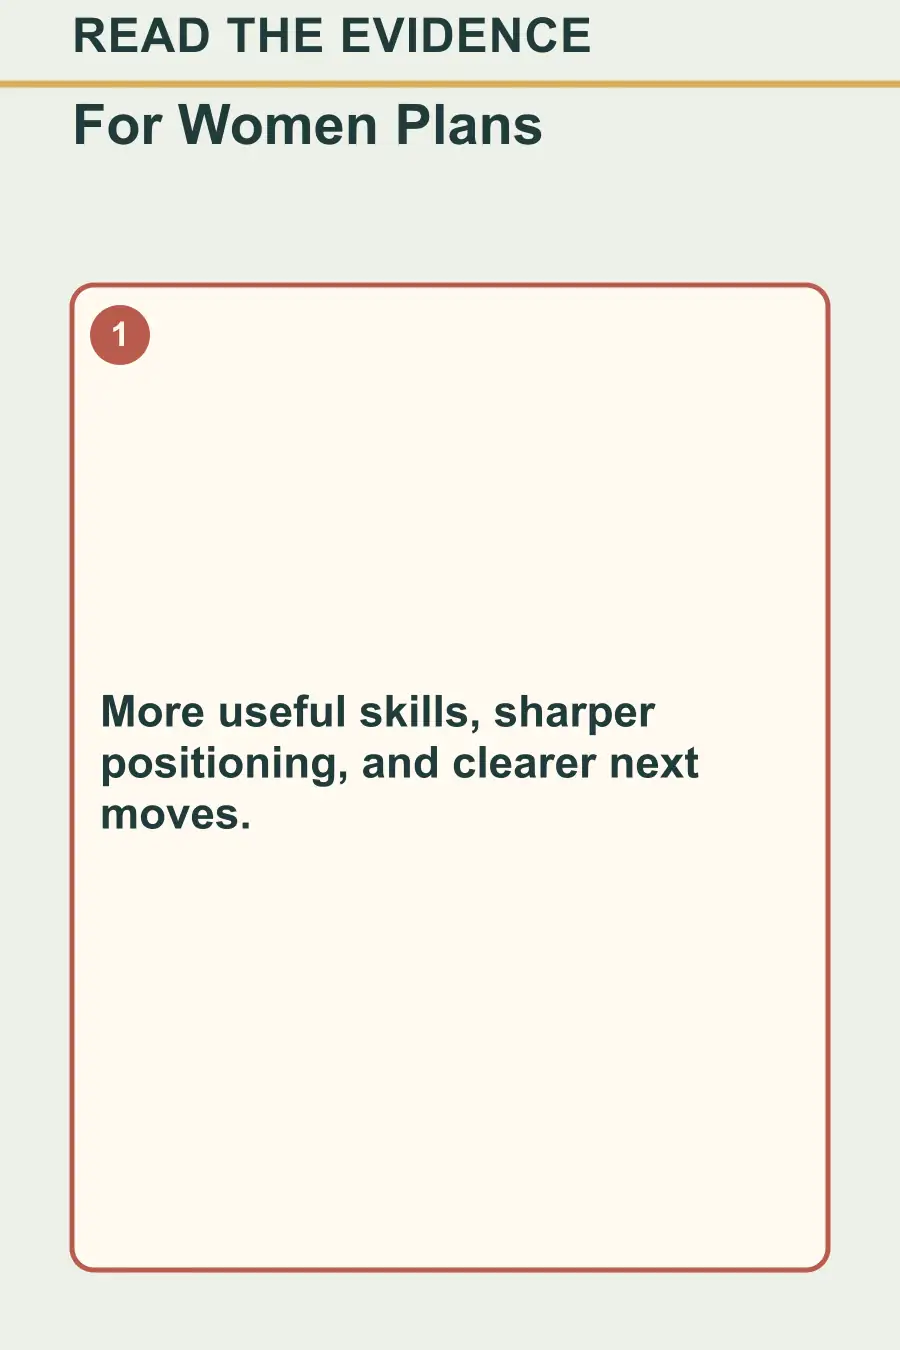 READ THE EVIDENCE
For Women Plans
1
More useful skills, sharper
positioning, and clearer next
moves.